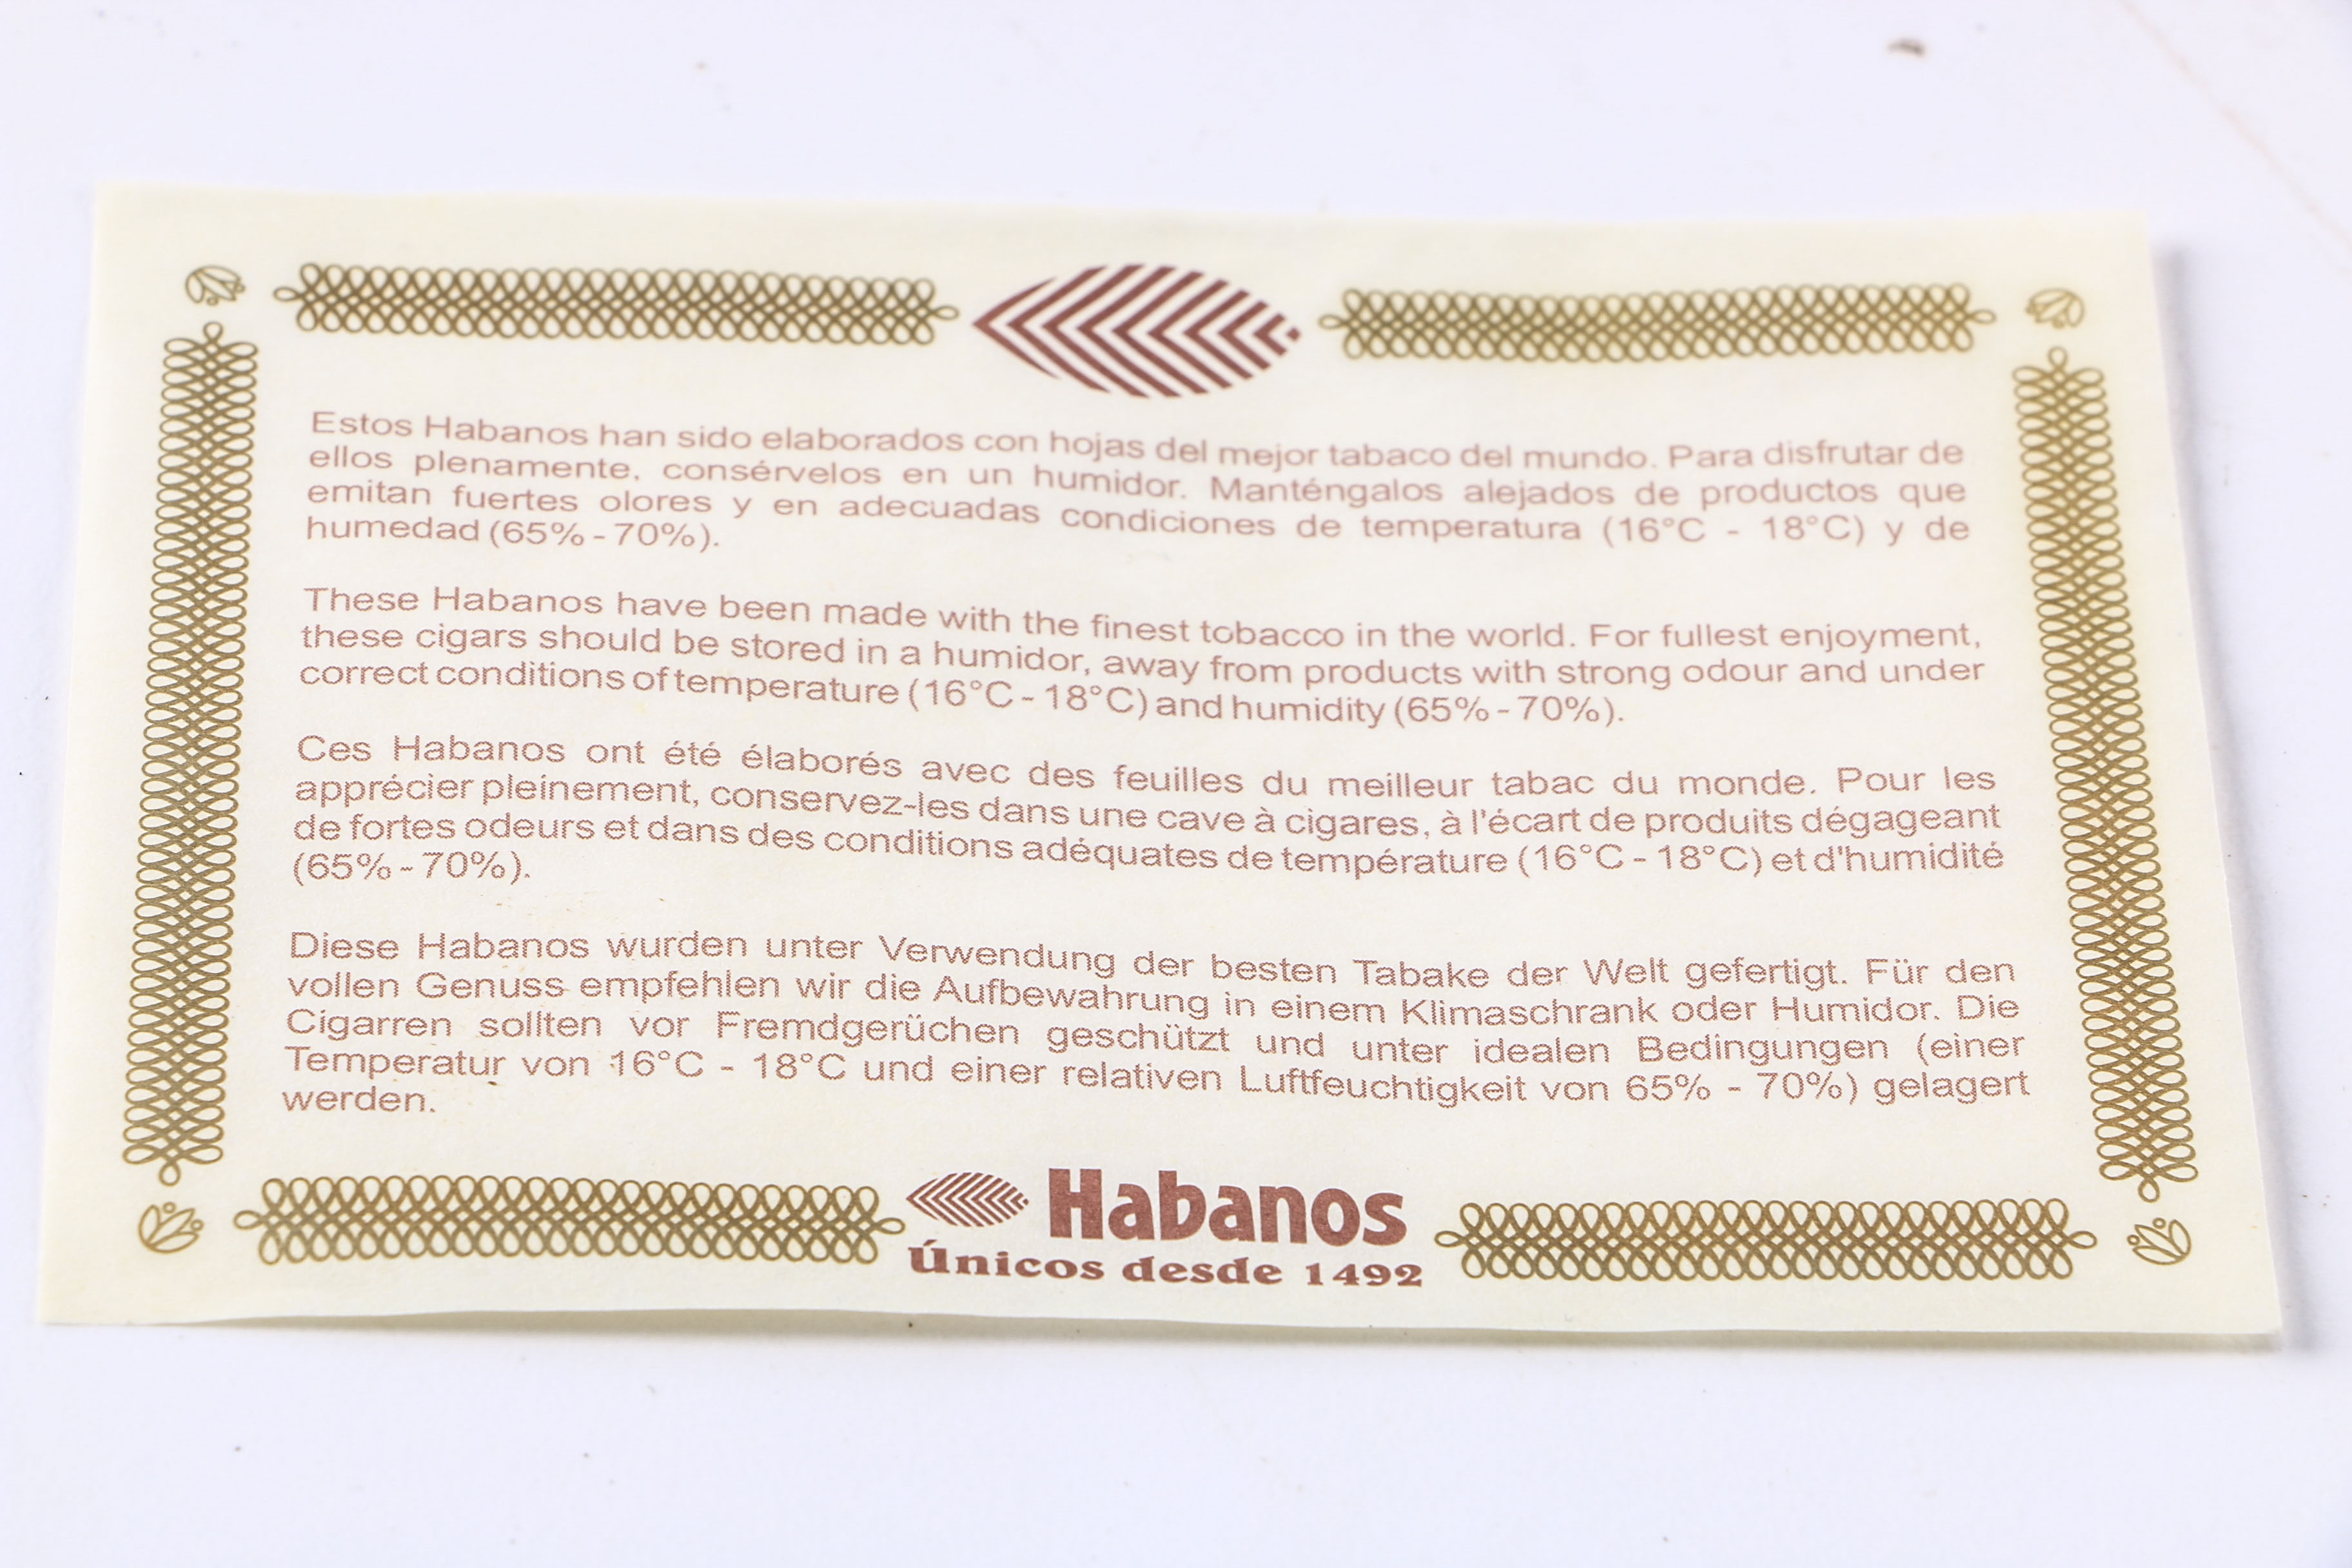 Estos Habanos han sido elaborados con hojas del mejor tabaco del mundo. Para disfrutar de
ellos plenamente, consérvelos en un humidor. Manténgalos alejados de productos que
emitan fuertes olores y en adecuadas condiciones de temperatura (16°C - 18°C) y de
humedad (65% - 70%).
These Habanos have been made with the finest tobacco in the world. For fullest enjoyment,
these cigars should be stored in a humidor, away from products with strong odour and under
correct conditions of temperature (16°C - 18°C) and humidity (65% - 70%).
Ces Habanos ont été élaborés avec des feuilles du meilleur tabac du monde. Pour les
apprécier pleinement, conservez-les dans une cave à cigares, à l'écart de produits dégageant
de fortes odeurs et dans des conditions adéquates de température (16°C - 18°C) et d'humidité
(65% - 70%).
Diese Habanos wurden unter Verwendung der besten Tabake der Welt gefertigt. Für den
vollen Genuss empfehlen wir die Aufbewahrung in einem Klimaschrank oder Humidor. Die
Cigarren sollten vor Fremdgerüchen geschützt und unter idealen Bedingungen (einer
Temperatur von 16°C - 18°C und einer relativen Luftfeuchtigkeit von 65% - 70%) gelagert
werden.
Habanos
Únicos desde 1492